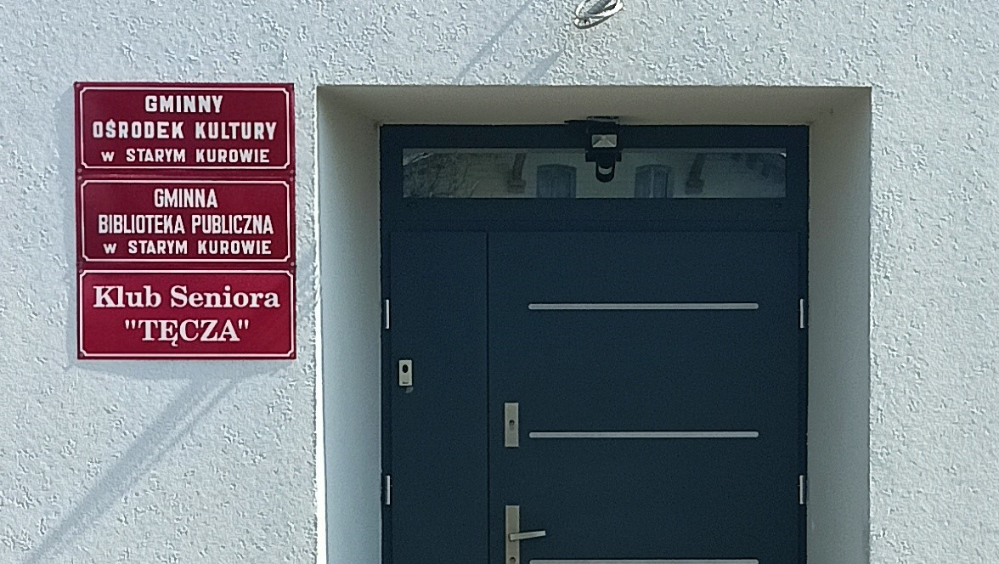 GMINNY
OŚRODEK KULTURY
w STARYM KUROWIE
GMINNA
BIBLIOTEKA PUBLICZNA
w STARYM KUROWIE
Klub Seniora
"TĘCZA"